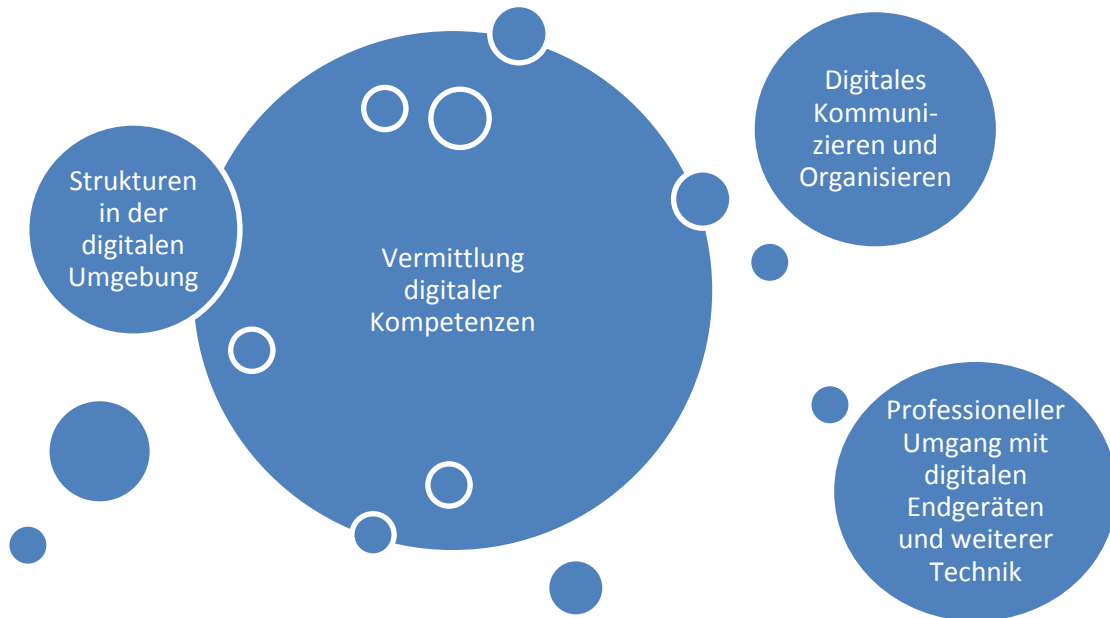 Strukturen
in der
digitalen
Umgebung
Vermittlung
digitaler
Kompetenzen
Digitales
Kommuni-
zieren und
Organisieren
Professioneller
Umgang mit
digitalen
Endgeräten
und weiterer
Technik